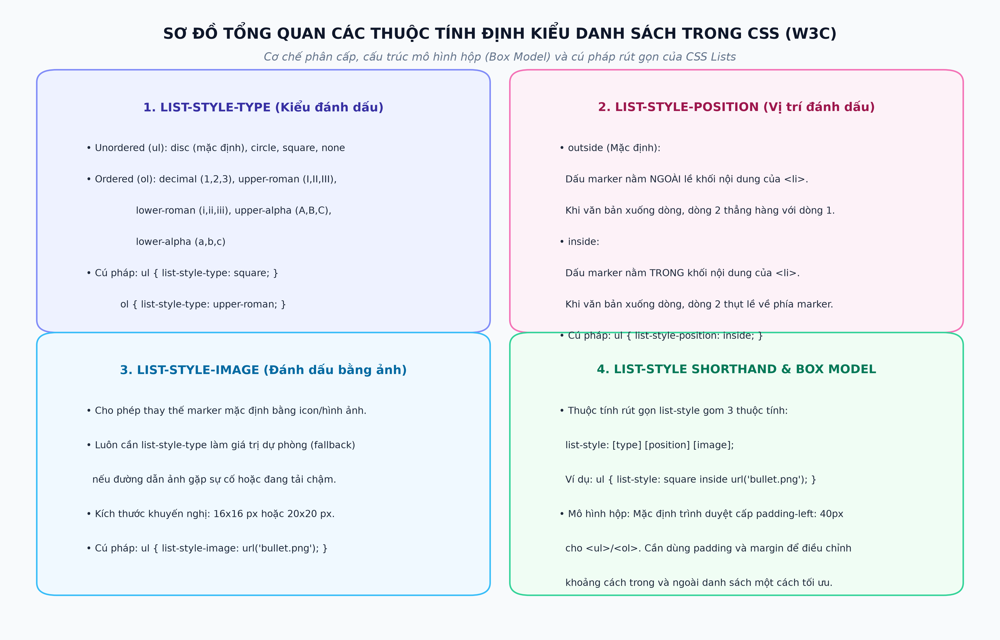 SƠ ĐỒ TỔNG QUAN CÁC THUỘC TÍNH ĐỊNH KIỂU DANH SÁCH TRONG CSS (W3C)
Cơ chế phân cấp, cấu trúc mô hình hộp (Box Model) và cú pháp rút gọn của CSS Lists
1. LIST-STYLE-TYPE (Kiểu đánh dấu)
• Unordered (ul): disc (mặc định), circle, square, none
• Ordered (ol): decimal (1,2,3), upper-roman (I,II,III),
lower-roman (i,ii,iii), upper-alpha (A,B,C),
lower-alpha (a,b,c)
• Cú pháp: ul { list-style-type: square; }
ol { list-style-type: upper-roman; }
2. LIST-STYLE-POSITION (Vị trí đánh dấu)
• outside (Mặc định):
Dấu marker nằm NGOÀI lề khối nội dung của <li>.
Khi văn bản xuống dòng, dòng 2 thẳng hàng với dòng 1.
• inside:
Dấu marker nằm TRONG khối nội dung của <li>.
Khi văn bản xuống dòng, dòng 2 thụt lề về phía marker.
• Cú pháp: ul { list-style-position: inside; }
3. LIST-STYLE-IMAGE (Đánh dấu bằng ảnh)
• Cho phép thay thế marker mặc định bằng icon/hình ảnh.
• Luôn cần list-style-type làm giá trị dự phòng (fallback)
nếu đường dẫn ảnh gặp sự cố hoặc đang tải chậm.
• Kích thước khuyến nghị: 16x16 px hoặc 20x20 px.
• Cú pháp: ul { list-style-image: url('bullet.png'); }
4. LIST-STYLE SHORTHAND & BOX MODEL
• Thuộc tính rút gọn list-style gom 3 thuộc tính:
list-style: [type] [position] [image];
Ví dụ: ul { list-style: square inside url('bullet.png'); }
• Mô hình hộp: Mặc định trình duyệt cấp padding-left: 40px
cho <ul>/<ol>. Cần dùng padding và margin để điều chỉnh
khoảng cách trong và ngoài danh sách một cách tối ưu.